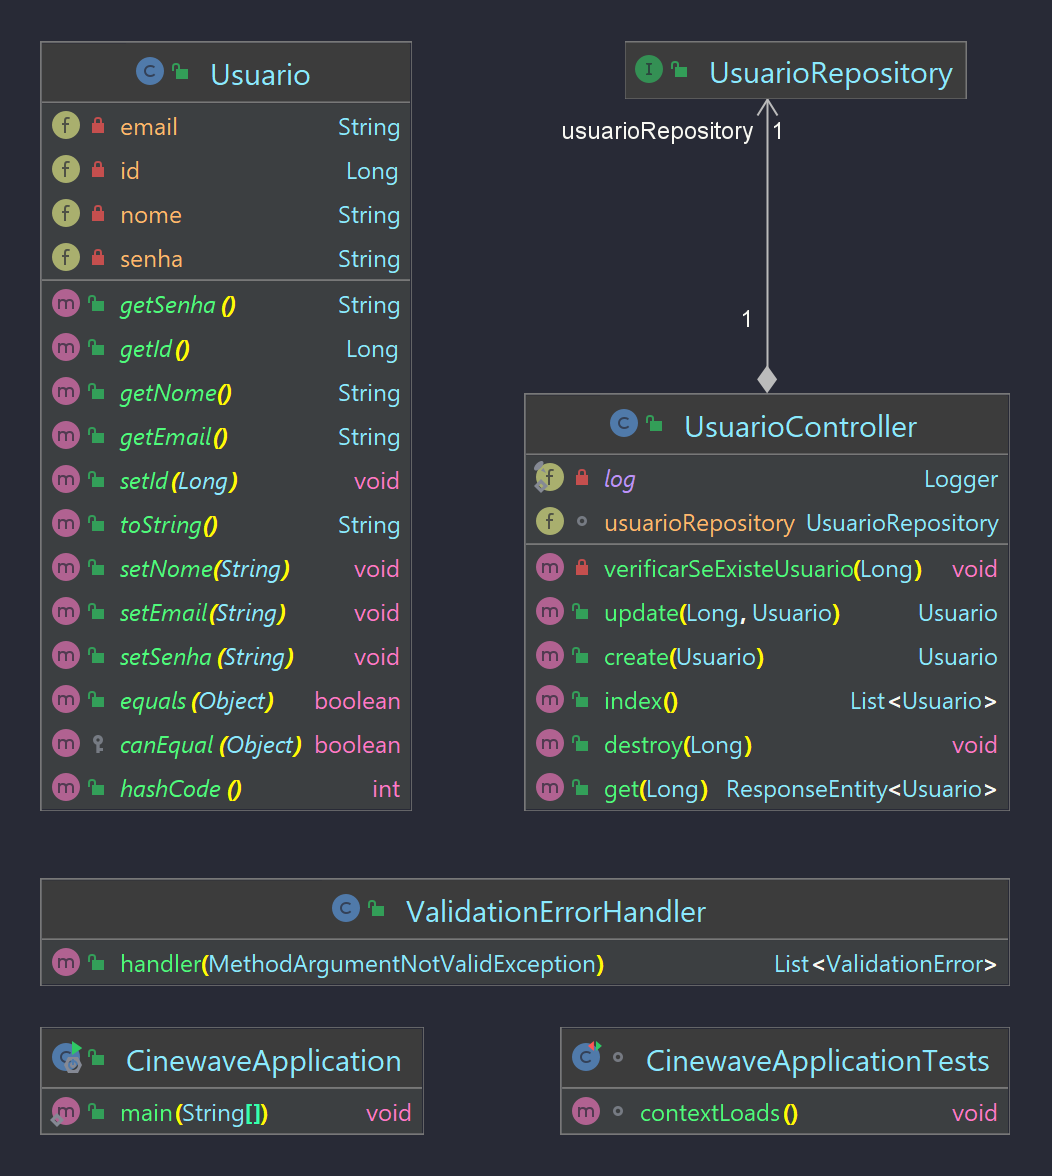 Usuario
email String
id Long
nome String
senha String
getSenha() String
getId() Long
getNome() String
getEmail() String
setId(Long) void
toString() String
setNome(String) void
setEmail(String) void
setSenha(String) void
equals(Object) boolean
canEqual(Object) boolean
hashCode() int
UsuarioRepository
usuarioRepository 1
1
UsuarioController
log Logger
usuarioRepository UsuarioRepository
verificarSeExisteUsuario(Long) void
update(Long, Usuario) Usuario
create(Usuario) Usuario
index() List<Usuario>
destroy(Long) void
get(Long) ResponseEntity<Usuario>
ValidationErrorHandler
handler(MethodArgumentNotValidException) List<ValidationError>
CinewaveApplication
main(String[]) void
CinewaveApplicationTests
contextLoads() void